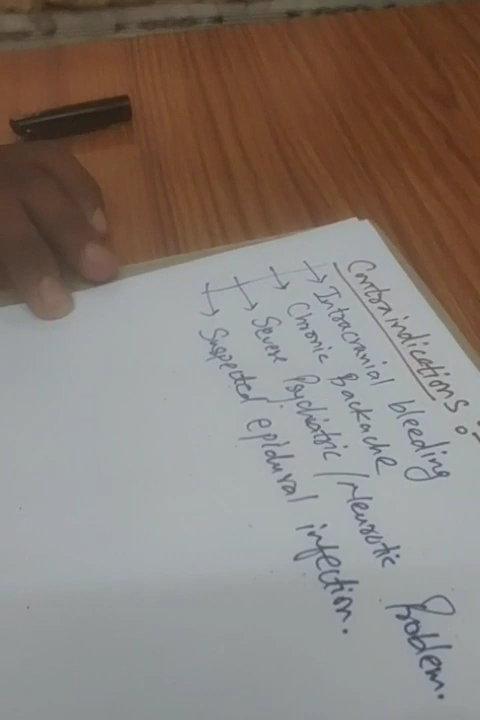 Contraindications :-
→ Intracranial bleeding
→ Chronic Backache
→ Severe Psychiatric / Neurotic Problem.
→ Suspected epidural infection.